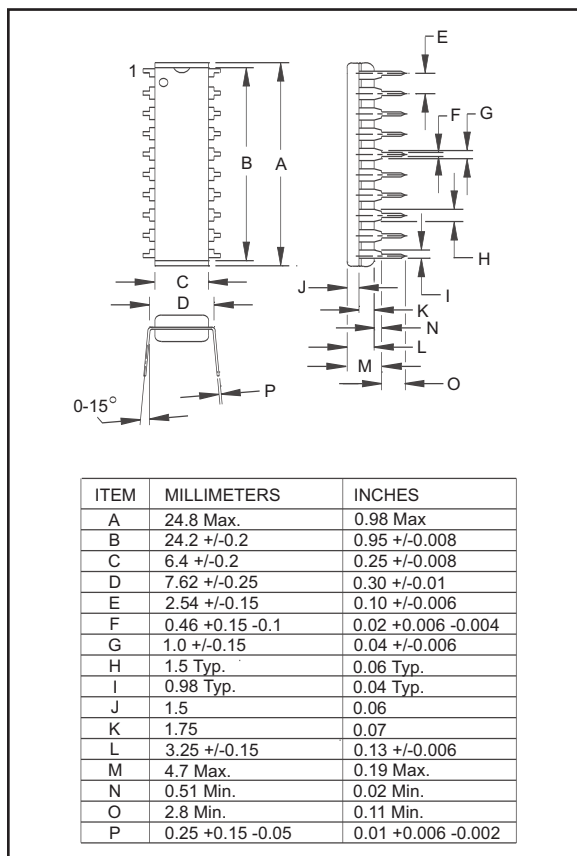 E
1
F
G
B
A
H
C
I
J
D
K
N
L
M
P
O
0-15°
ITEM MILLIMETERS INCHES
A 24.8 Max. 0.98 Max
B 24.2 +/-0.2 0.95 +/-0.008
C 6.4 +/-0.2 0.25 +/-0.008
D 7.62 +/-0.25 0.30 +/-0.01
E 2.54 +/-0.15 0.10 +/-0.006
F 0.46 +0.15 -0.1 0.02 +0.006 -0.004
G 1.0 +/-0.15 0.04 +/-0.006
H 1.5 Typ. 0.06 Typ.
I 0.98 Typ. 0.04 Typ.
J 1.5 0.06
K 1.75 0.07
L 3.25 +/-0.15 0.13 +/-0.006
M 4.7 Max. 0.19 Max.
N 0.51 Min. 0.02 Min.
O 2.8 Min. 0.11 Min.
P 0.25 +0.15 -0.05 0.01 +0.006 -0.002